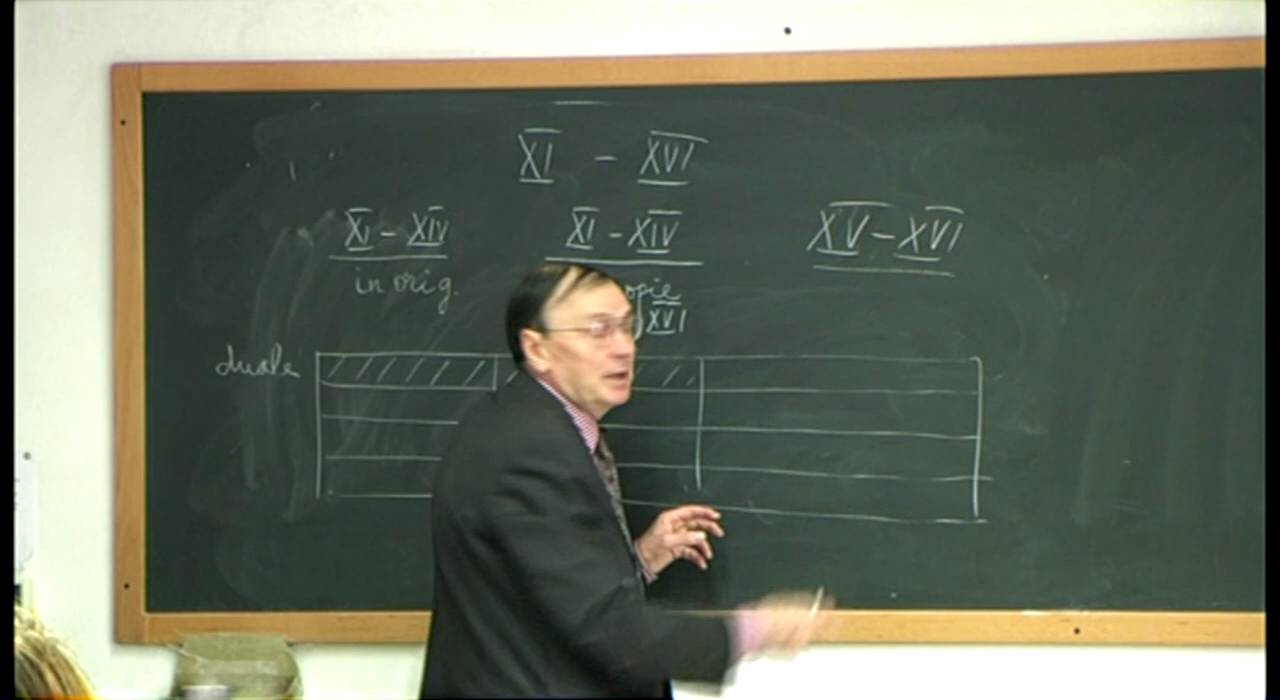 XI - XVI
XI - XIV XI - XIV XV - XVI
in orig.
XVI
duale